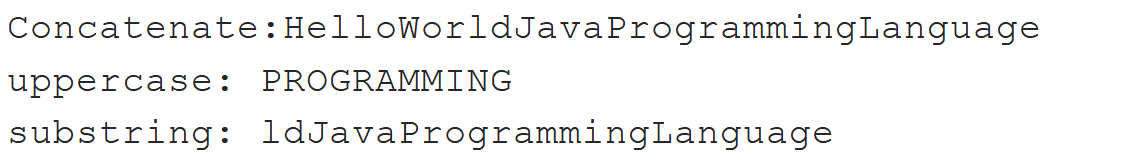 Concatenate:HelloWorldJavaProgrammingLanguage
uppercase: PROGRAMMING
substring: ldJavaProgrammingLanguage